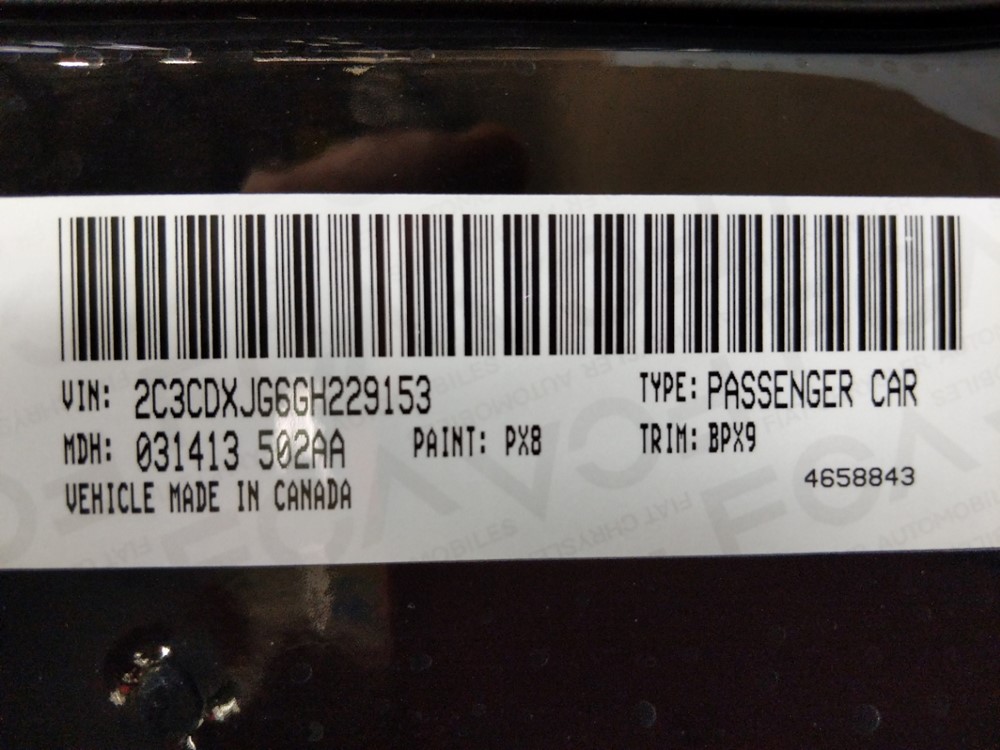 VIN: 2C3CDXJG6GH229153 TYPE: PASSENGER CAR
MDH: 031413 502AA PAINT: PX8 TRIM: BPX9
VEHICLE MADE IN CANADA 4658843